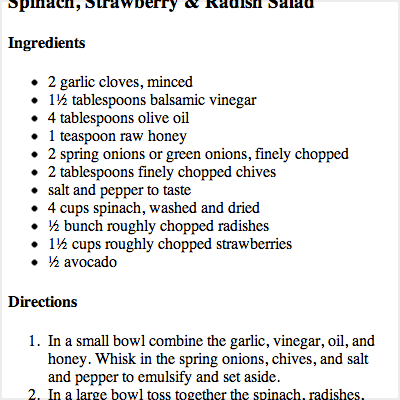 Spinach, Strawberry & Radish Salad
Ingredients
• 2 garlic cloves, minced
• 1½ tablespoons balsamic vinegar
• 4 tablespoons olive oil
• 1 teaspoon raw honey
• 2 spring onions or green onions, finely chopped
• 2 tablespoons finely chopped chives
• salt and pepper to taste
• 4 cups spinach, washed and dried
• ½ bunch roughly chopped radishes
• 1½ cups roughly chopped strawberries
• ½ avocado
Directions
1. In a small bowl combine the garlic, vinegar, oil, and
honey. Whisk in the spring onions, chives, and salt
and pepper to emulsify and set aside.
2. In a large bowl toss together the spinach, radishes,